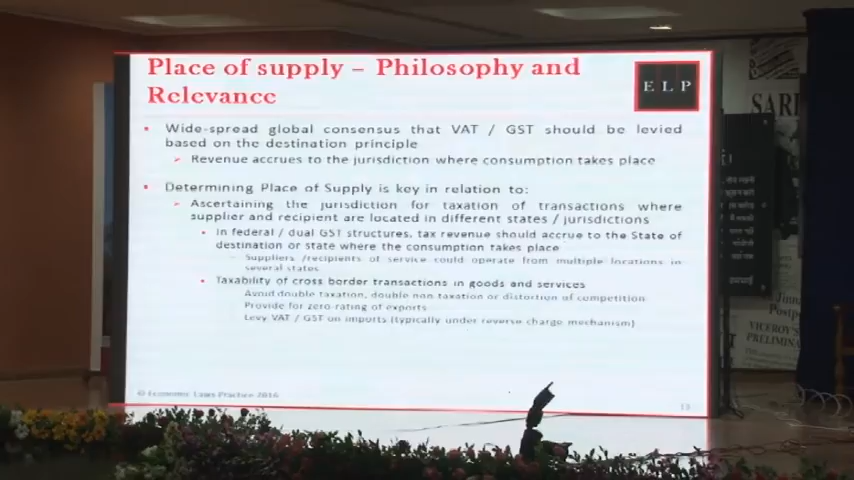 Place of supply – Philosophy and
Relevance
E L P
• Wide-spread global consensus that VAT / GST should be levied
based on the destination principle
➢ Revenue accrues to the jurisdiction where consumption takes place
• Determining Place of Supply is key in relation to:
➢ Ascertaining the jurisdiction for taxation of transactions where
supplier and recipient are located in different states / jurisdictions
• In federal / dual GST structures, tax revenue should accrue to the State of
destination or state where the consumption takes place
– Suppliers /recipients of service could operate from multiple locations in
several states
• Taxability of cross border transactions in goods and services
Avoid double taxation, double non taxation or distortion of competition
Provide for zero-rating of exports
Levy VAT / GST on imports (typically under reverse charge mechanism)
© Economic Laws Practice 2016
13
SARD
VICEROY'S
PRELIMINA